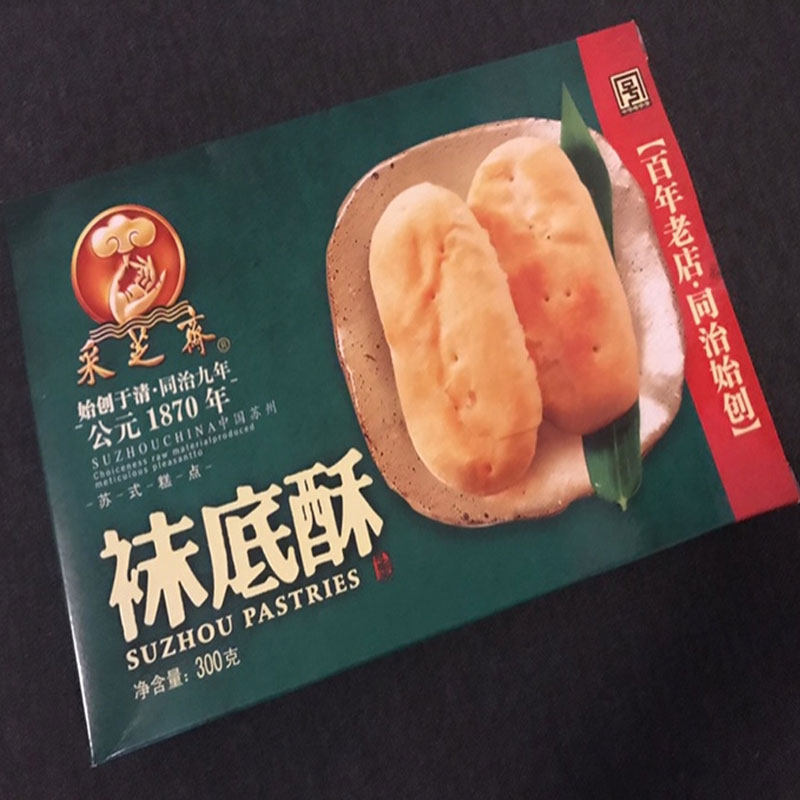 采芝斋®
始创于清·同治九年
-公元1870年-
SUZHOUCHINA中国苏州
Choiceness raw materialproduced
meticulous pleasantto
-苏-式-糕-点-
袜底酥
SUZHOU PASTRIES
净含量：300克
【百年老店·同治始创】